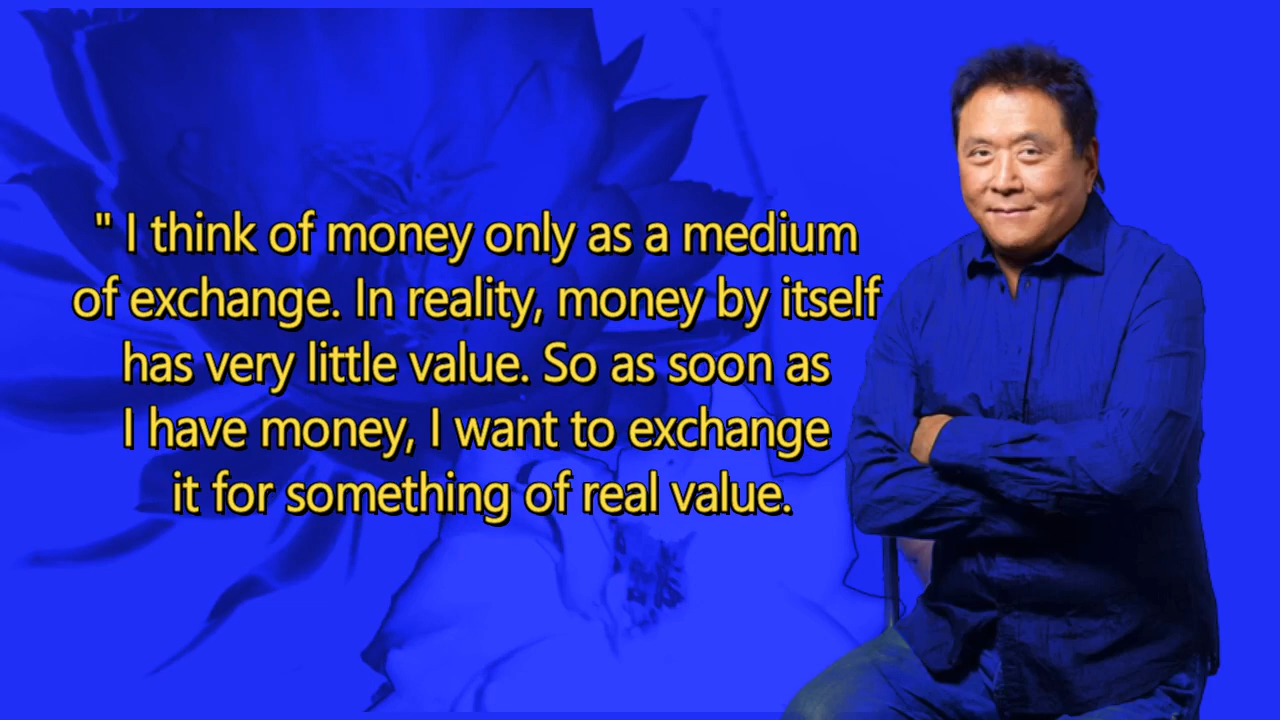 " I think of money only as a medium
of exchange. In reality, money by itself
has very little value. So as soon as
I have money, I want to exchange
it for something of real value.